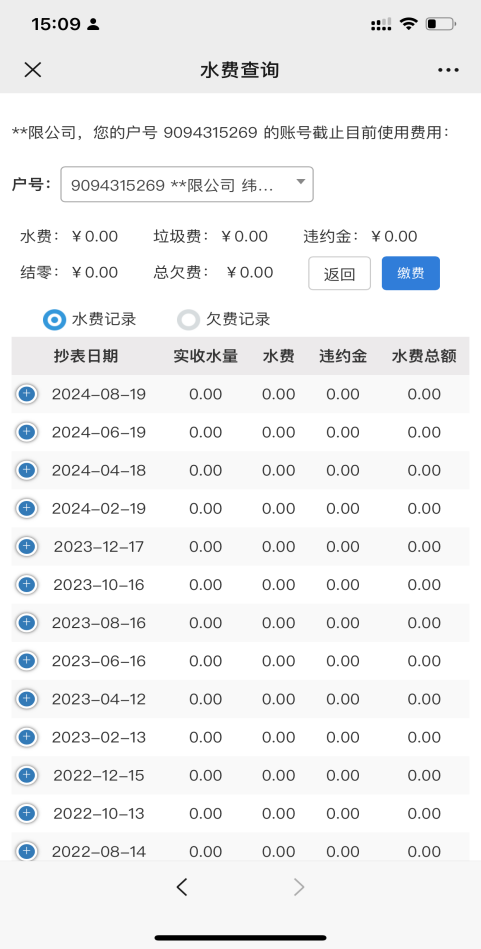 15:09
水费查询
**限公司，您的户号 9094315269 的账号截止目前使用费用：
户号： 9094315269 **限公司 纬...
水费： ￥0.00 垃圾费： ￥0.00 违约金： ￥0.00
结零： ￥0.00 总欠费： ￥0.00 返回 缴费
水费记录 欠费记录
抄表日期 实收水量 水费 违约金 水费总额
2024-08-19 0.00 0.00 0.00 0.00
2024-06-19 0.00 0.00 0.00 0.00
2024-04-18 0.00 0.00 0.00 0.00
2024-02-19 0.00 0.00 0.00 0.00
2023-12-17 0.00 0.00 0.00 0.00
2023-10-16 0.00 0.00 0.00 0.00
2023-08-16 0.00 0.00 0.00 0.00
2023-06-16 0.00 0.00 0.00 0.00
2023-04-12 0.00 0.00 0.00 0.00
2023-02-13 0.00 0.00 0.00 0.00
2022-12-15 0.00 0.00 0.00 0.00
2022-10-13 0.00 0.00 0.00 0.00
2022-08-14 0.00 0.00 0.00 0.00